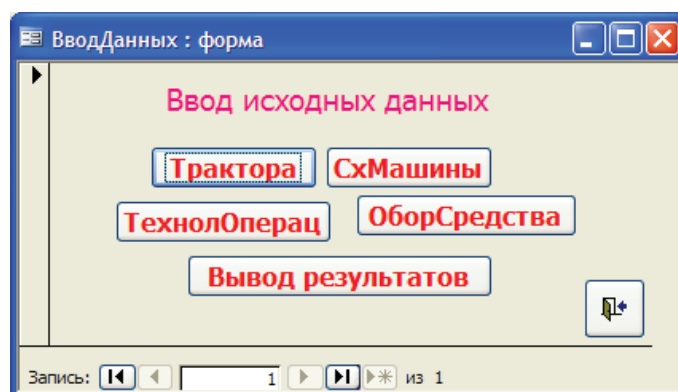 ВводДанных : форма
Ввод исходных данных
Трактора СхМашины
ТехнолОперац ОборСредства
Вывод результатов
Запись: 1 из 1